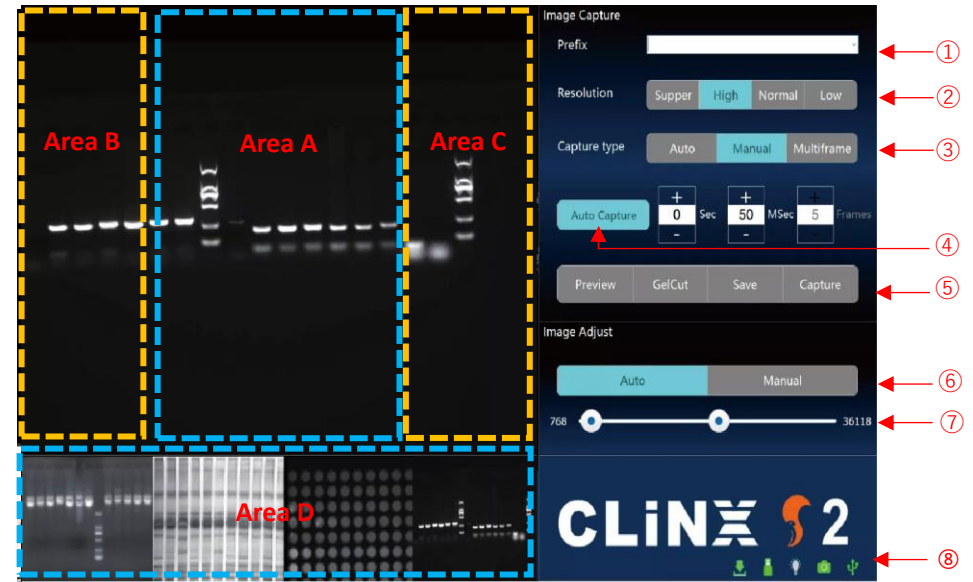 Image Capture
Prefix
①
Resolution
Supper High Normal Low
②
Area B
Area A
Area C
Capture type
Auto Manual Multiframe
③
+ + +
Auto Capture
0 Sec 50 MSec 5 Frames
- - -
④
Preview GelCut Save Capture
⑤
Image Adjust
Auto Manual
⑥
768 36118
⑦
Area D
CLiNX S 2
⑧